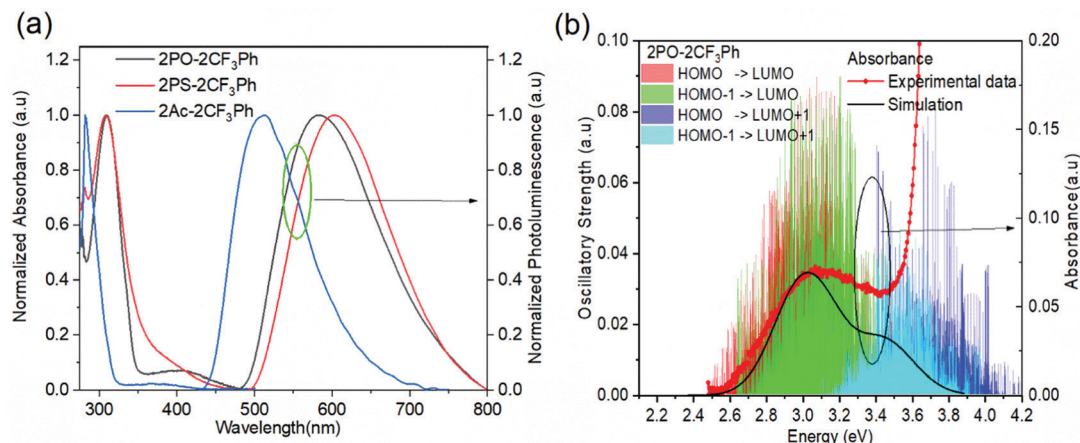 (a)
2PO-2CF₃Ph
2PS-2CF₃Ph
2Ac-2CF₃Ph
Normalized Absorbance (a.u)
1.2
1.0
0.8
0.6
0.4
0.2
0.0
300 400 500 600 700 800
Wavelength(nm)
1.2
1.0
0.8
0.6
0.4
0.2
0.0
Normalized Photoluminescence (a.u)
(b)
2PO-2CF₃Ph
HOMO -> LUMO
HOMO-1 -> LUMO
HOMO -> LUMO+1
HOMO-1 -> LUMO+1
Absorbance
Experimental data
Simulation
Oscillatory Strength (a.u)
0.10
0.08
0.06
0.04
0.02
0.00
2.2 2.4 2.6 2.8 3.0 3.2 3.4 3.6 3.8 4.0 4.2
Energy (eV)
0.20
0.15
0.10
0.05
0.00
Absorbance(a.u)